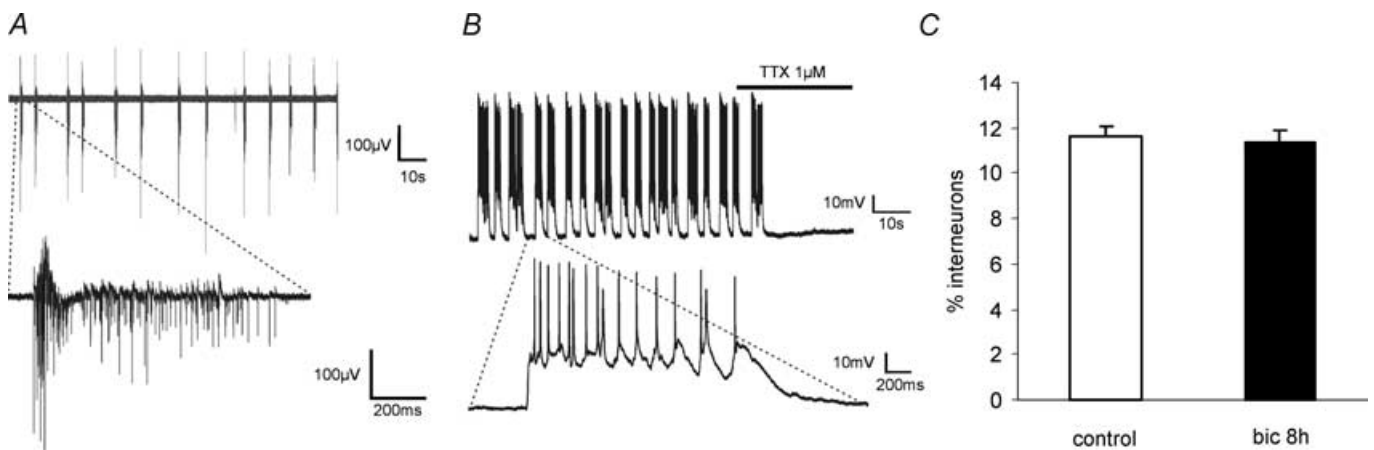 A
100µV
10s
100µV
200ms
B
TTX 1µM
10mV
10s
10mV
200ms
C
% interneurons
14
12
10
8
6
4
2
0
control
bic 8h